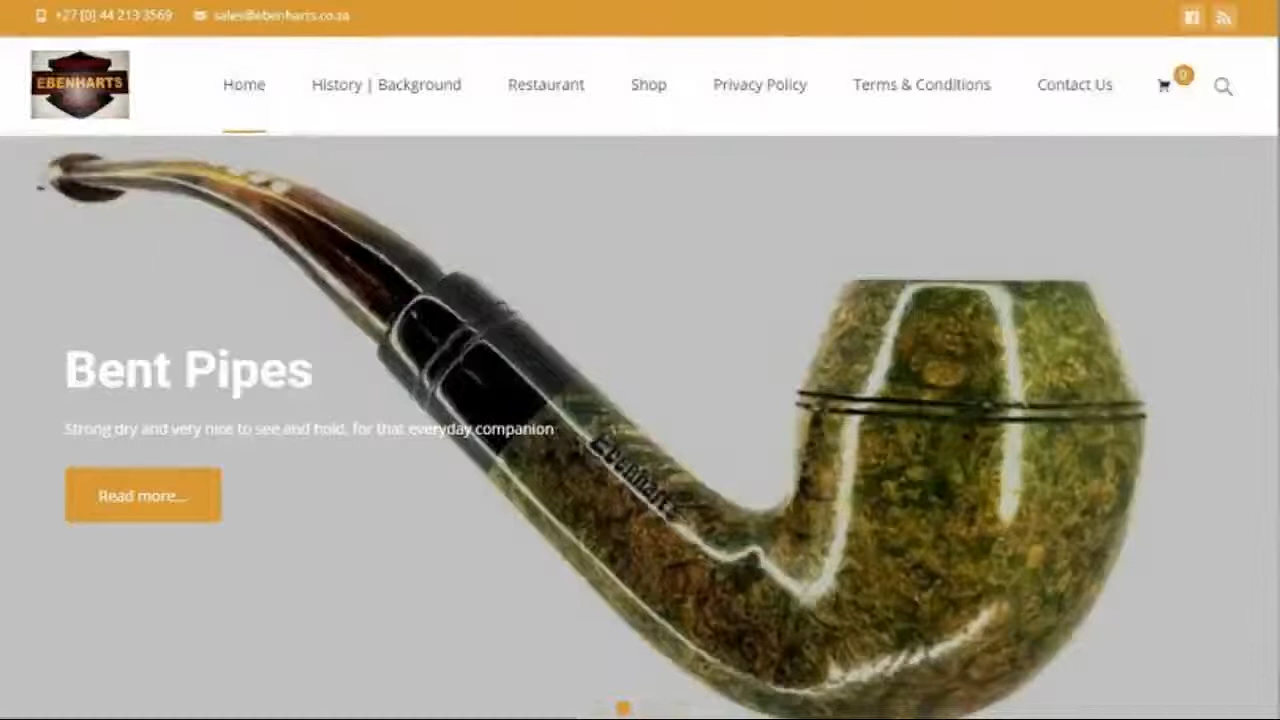 +27 [0] 44 213 3569 sales@ebenharts.co.za
EBENHARTS
Home History | Background Restaurant Shop Privacy Policy Terms & Conditions Contact Us 0
Bent Pipes
Strong dry and very nice to see and hold, for that everyday companion
Read more...
Ebenharts